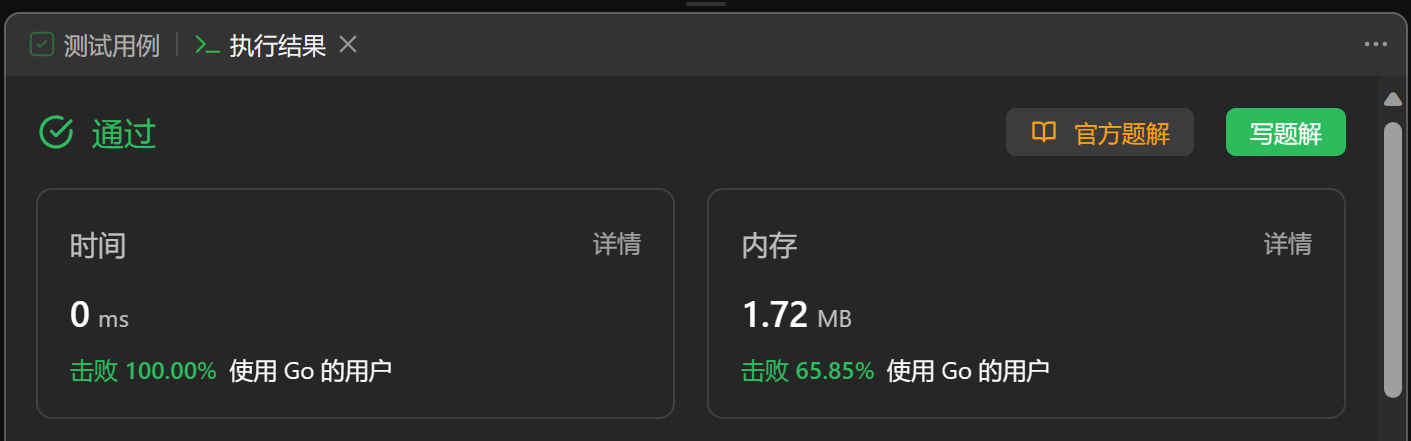 测试用例 执行结果
通过 官方题解 写题解
时间 详情 内存 详情
0 ms 1.72 MB
击败 100.00% 使用 Go 的用户 击败 65.85% 使用 Go 的用户